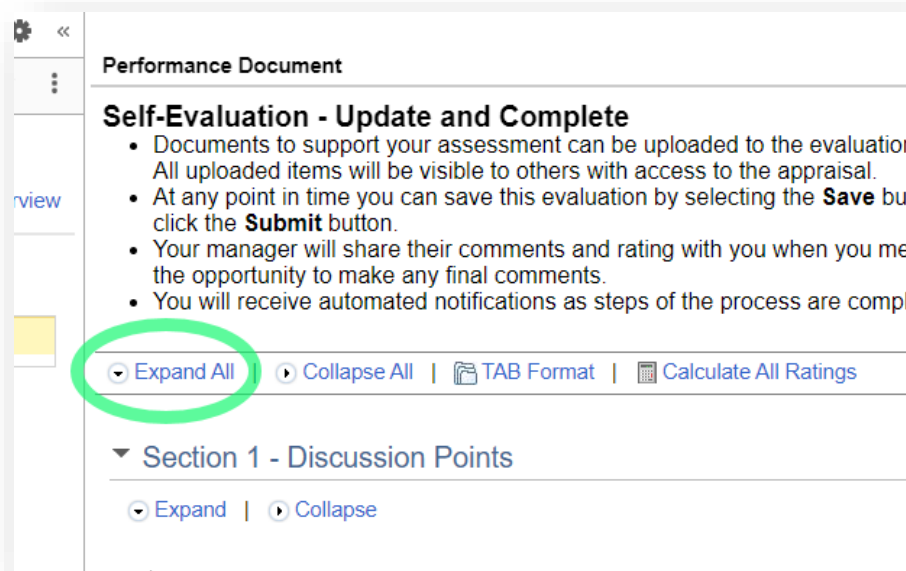 «
Performance Document
Self-Evaluation - Update and Complete
• Documents to support your assessment can be uploaded to the
All uploaded items will be visible to others with access to the appraisal.
rview
• At any point in time you can save this evaluation by selecting the Save
click the Submit button.
• Your manager will share their comments and rating with you when you
the opportunity to make any final comments.
• You will receive automated notifications as steps of the process are
Expand All | Collapse All | TAB Format | Calculate All Ratings
Section 1 - Discussion Points
Expand | Collapse